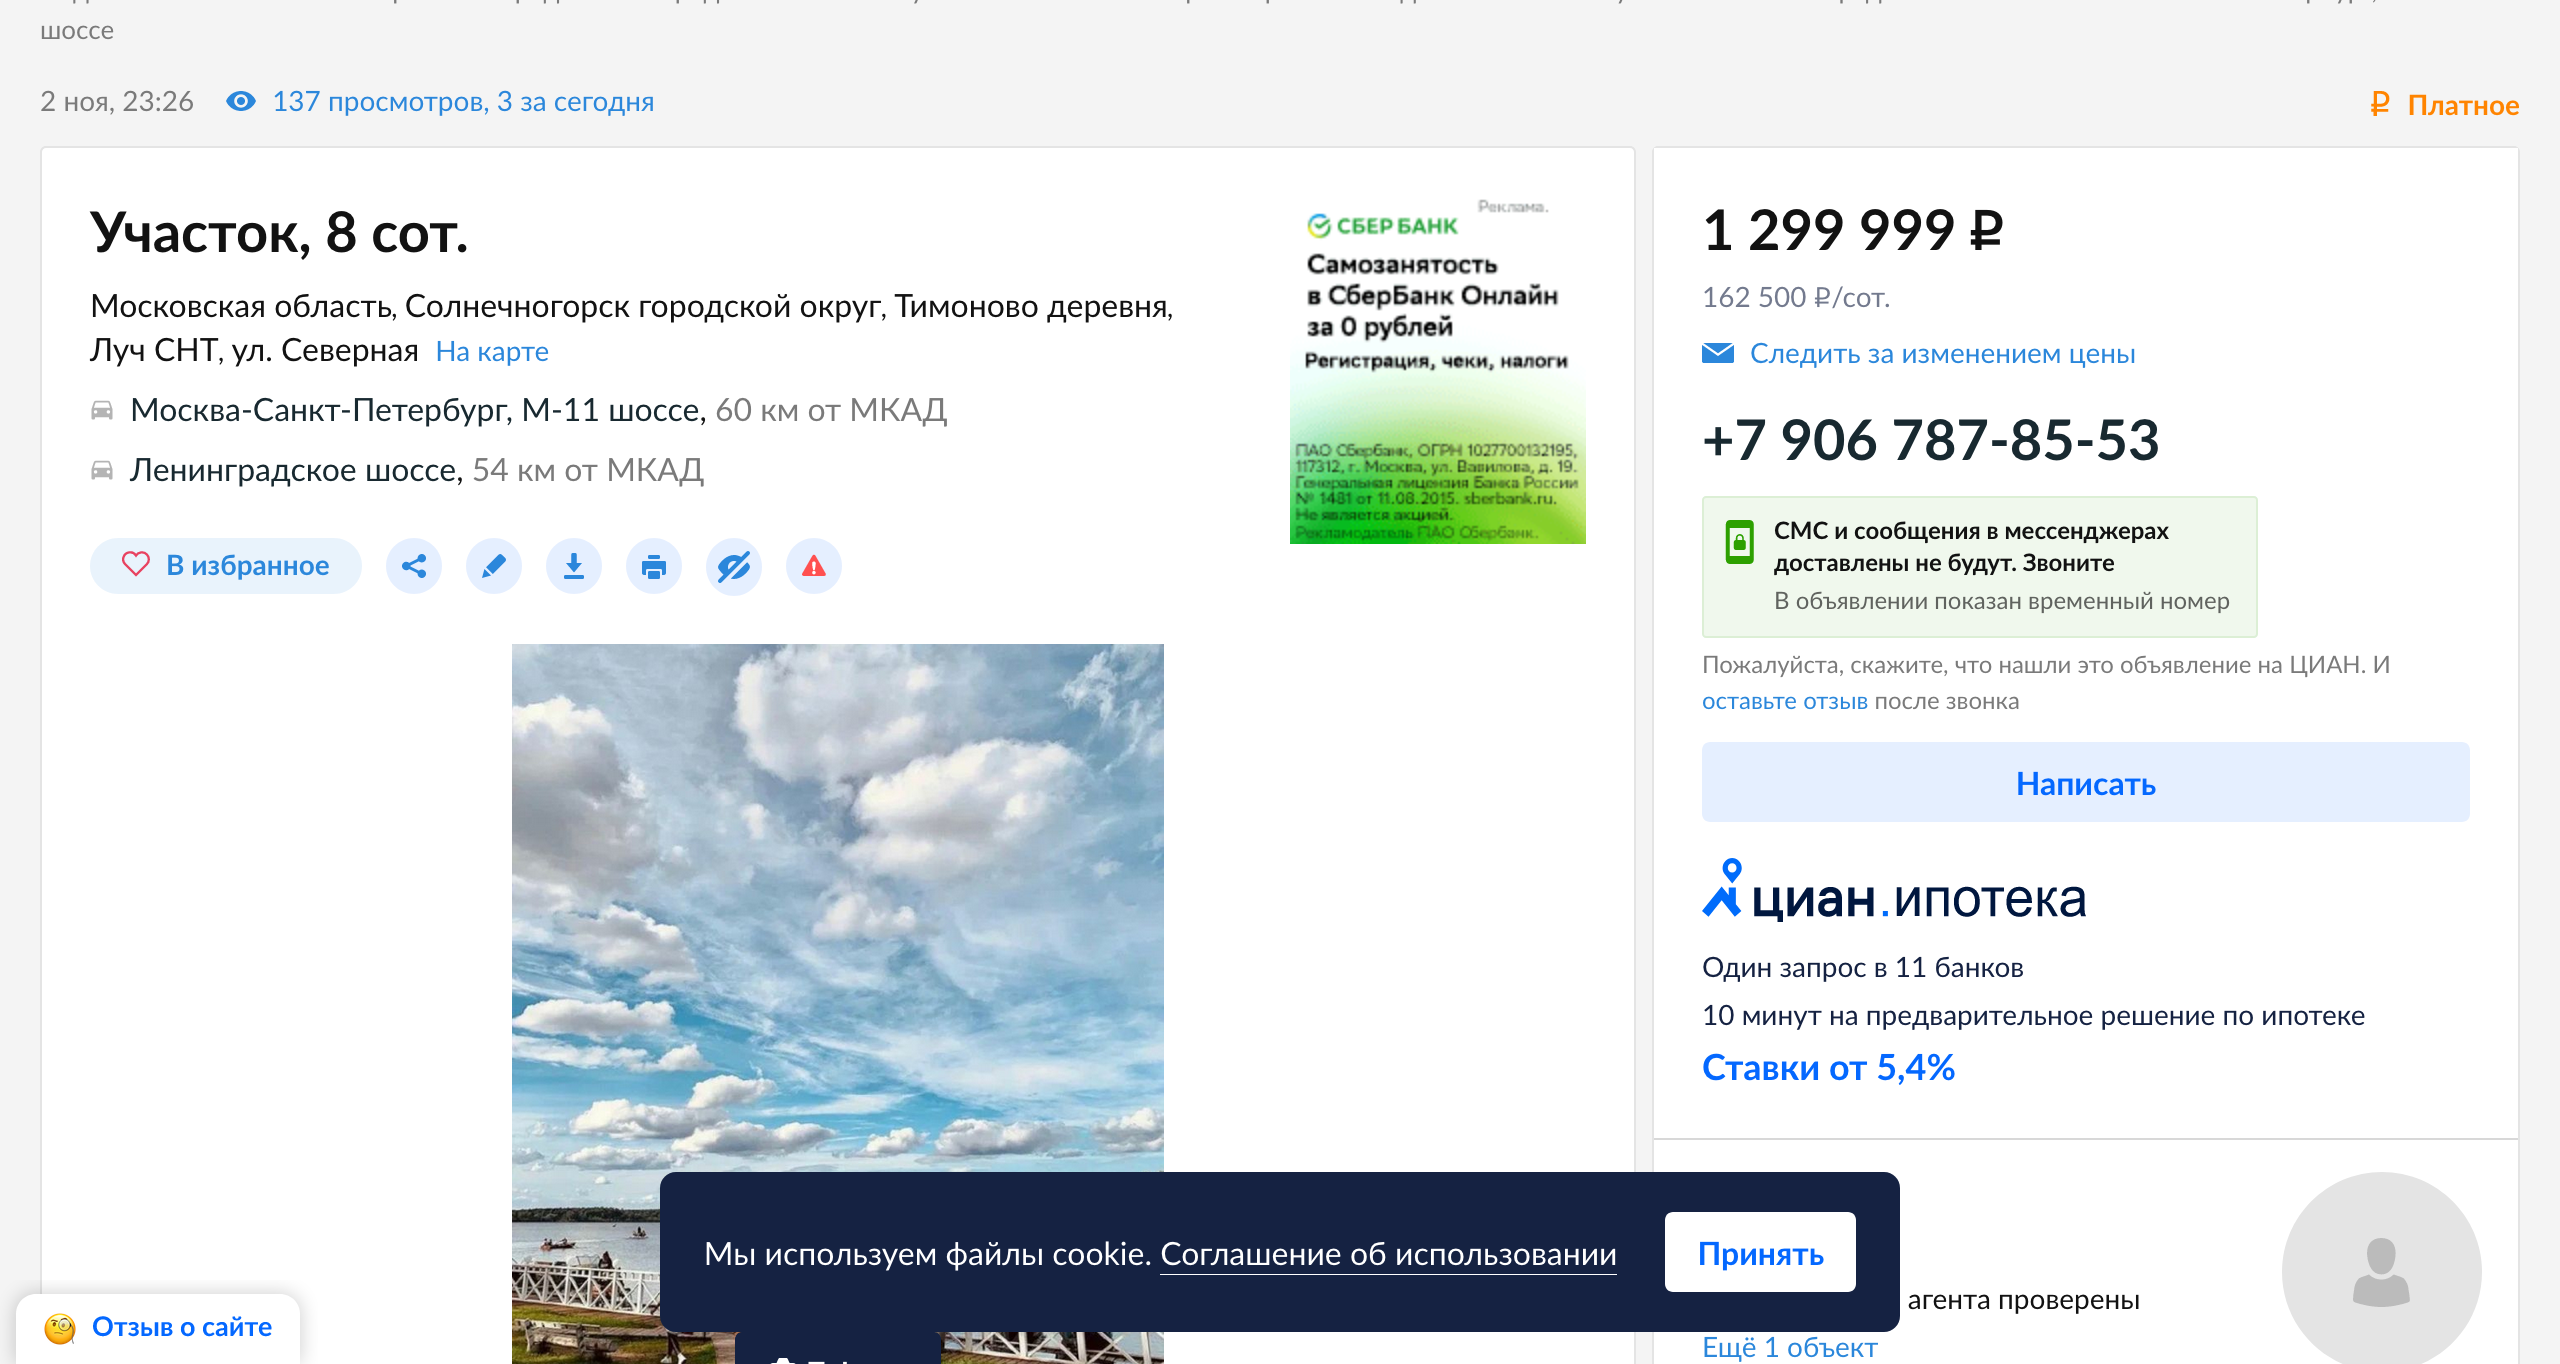 шоссе
2 ноя, 23:26 137 просмотров, 3 за сегодня
₽ Платное
Участок, 8 сот.
Московская область, Солнечногорск городской округ, Тимоново деревня,
Луч СНТ, ул. Северная На карте
Москва-Санкт-Петербург, М-11 шоссе, 60 км от МКАД
Ленинградское шоссе, 54 км от МКАД
В избранное
Реклама.
СБЕР БАНК
Самозанятость
в СберБанк Онлайн
за 0 рублей
Регистрация, чеки, налоги
ПАО Сбербанк, ОГРН 1027700132195,
117312, г. Москва, ул. Вавилова, д. 19.
Генеральная лицензия Банка России
№ 1481 от 11.08.2015. sberbank.ru.
Не является акцией.
Рекламодатель ПАО Сбербанк.
1 299 999 ₽
162 500 ₽/сот.
Следить за изменением цены
+7 906 787-85-53
СМС и сообщения в мессенджерах
доставлены не будут. Звоните
В объявлении показан временный номер
Пожалуйста, скажите, что нашли это объявление на ЦИАН. И
оставьте отзыв после звонка
Написать
циан.ипотека
Один запрос в 11 банков
10 минут на предварительное решение по ипотеке
Ставки от 5,4%
агента проверены
Ещё 1 объект
Мы используем файлы cookie. Соглашение об использовании
Принять
Отзыв о сайте